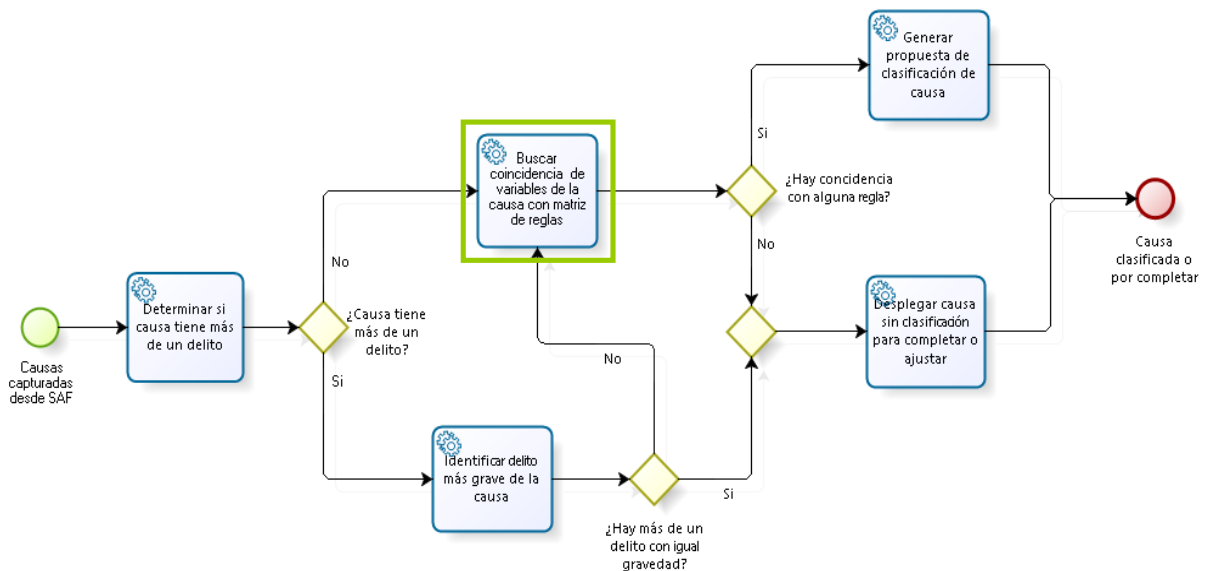 Causas
capturadas
desde SAF
Determinar si
causa tiene más
de un delito
¿Causa tiene
más de un
delito?
No
Si
Buscar
coincidencia de
variables de la
causa con matriz
de reglas
Identificar delito
más grave de la
causa
¿Hay más de un
delito con igual
gravedad?
No
Si
¿Hay concidencia
con alguna regla?
Si
No
Generar
propuesta de
clasificación de
causa
Desplegar causa
sin clasificación
para completar o
ajustar
Causa
clasificada o
por completar